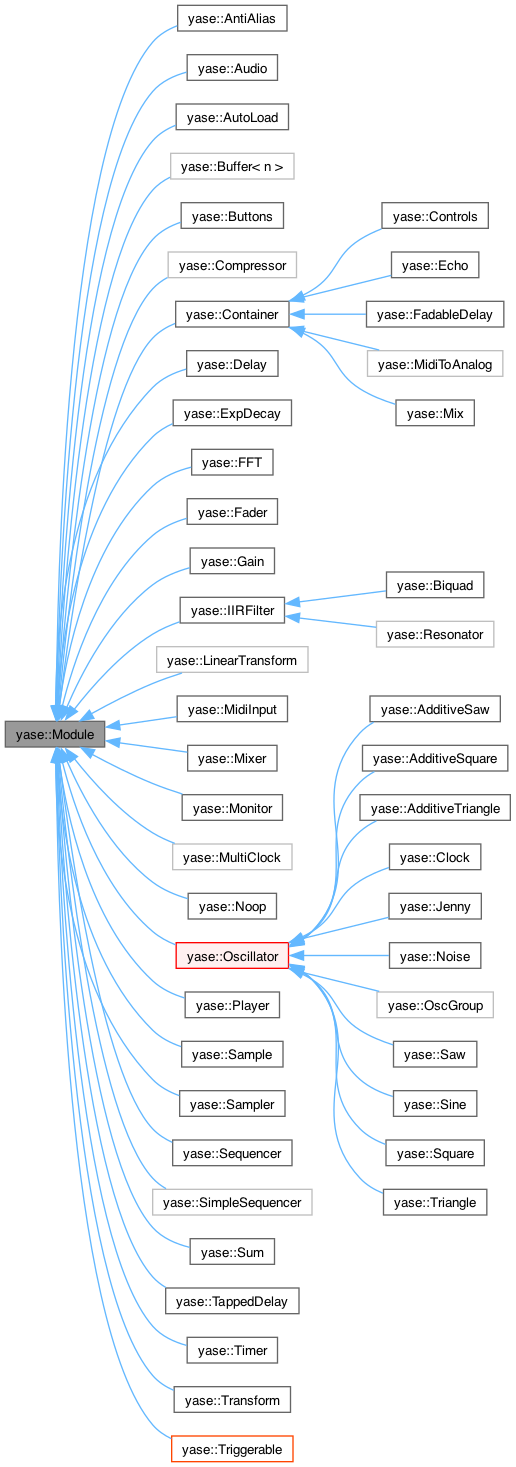 yase::AntiAlias
yase::Audio
yase::AutoLoad
yase::Buffer< n >
yase::Buttons
yase::Controls
yase::Compressor
yase::Echo
yase::Container
yase::FadableDelay
yase::Delay
yase::MidiToAnalog
yase::ExpDecay
yase::Mix
yase::FFT
yase::Fader
yase::Gain
yase::Biquad
yase::IIRFilter
yase::Resonator
yase::LinearTransform
yase::MidiInput
yase::AdditiveSaw
yase::Module
yase::Mixer
yase::AdditiveSquare
yase::Monitor
yase::AdditiveTriangle
yase::MultiClock
yase::Clock
yase::Noop
yase::Jenny
yase::Oscillator
yase::Noise
yase::Player
yase::OscGroup
yase::Sample
yase::Saw
yase::Sampler
yase::Sine
yase::Sequencer
yase::Square
yase::SimpleSequencer
yase::Triangle
yase::Sum
yase::TappedDelay
yase::Timer
yase::Transform
yase::Triggerable